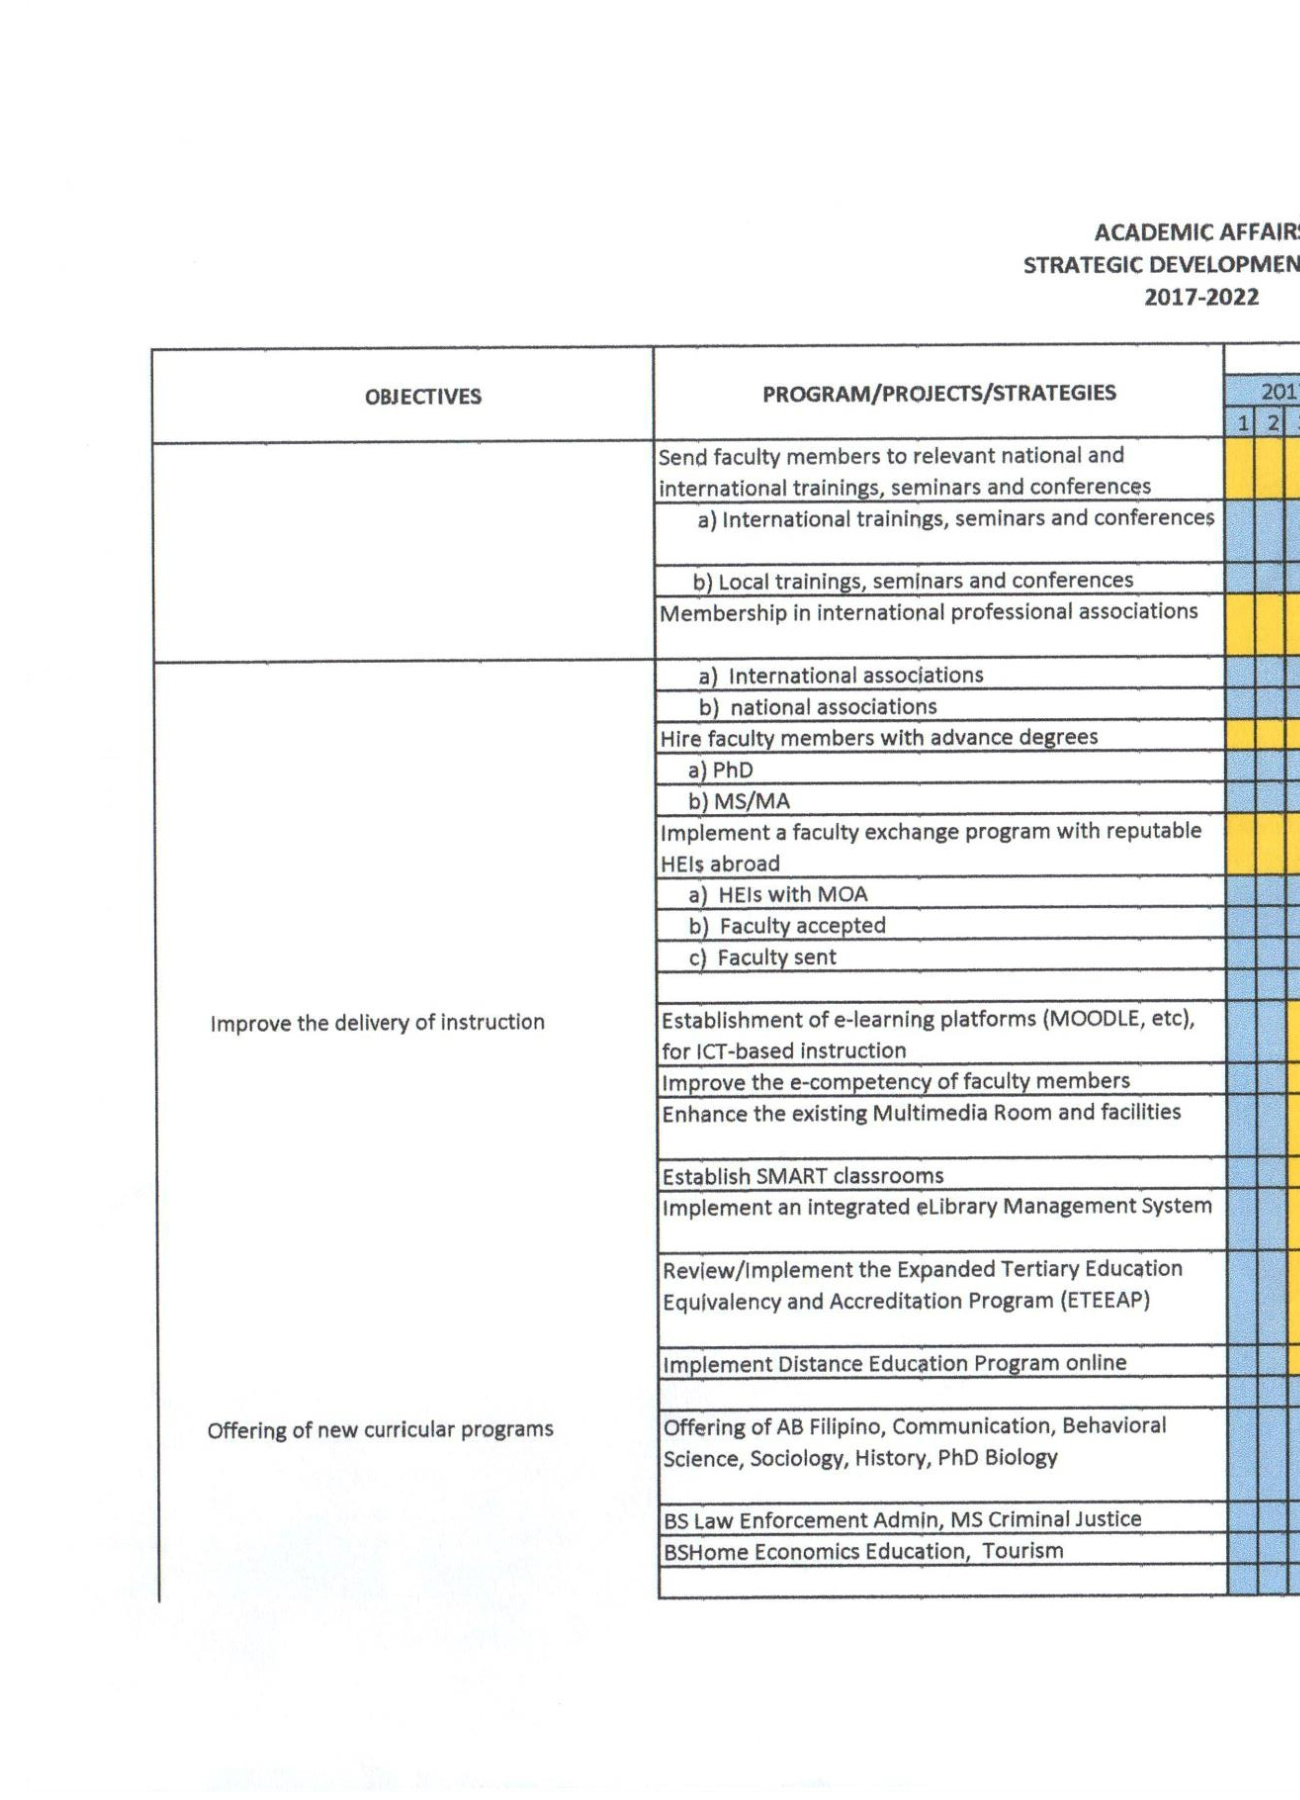 ACADEMIC AFFAIRS
STRATEGIC DEVELOPMEN
2017-2022
OBJECTIVES
PROGRAM/PROJECTS/STRATEGIES
201
1 2
Send faculty members to relevant national and
international trainings, seminars and conferences
a) International trainings, seminars and conferences
b) Local trainings, seminars and conferences
Membership in international professional associations
a) International associations
b) national associations
Hire faculty members with advance degrees
a) PhD
b) MS/MA
Implement a faculty exchange program with reputable
HEIs abroad
a) HEIs with MOA
b) Faculty accepted
c) Faculty sent
Improve the delivery of instruction
Establishment of e-learning platforms (MOODLE, etc),
for ICT-based instruction
Improve the e-competency of faculty members
Enhance the existing Multimedia Room and facilities
Establish SMART classrooms
Implement an integrated eLibrary Management System
Review/Implement the Expanded Tertiary Education
Equivalency and Accreditation Program (ETEEAP)
Implement Distance Education Program online
Offering of new curricular programs
Offering of AB Filipino, Communication, Behavioral
Science, Sociology, History, PhD Biology
BS Law Enforcement Admin, MS Criminal Justice
BSHome Economics Education, Tourism